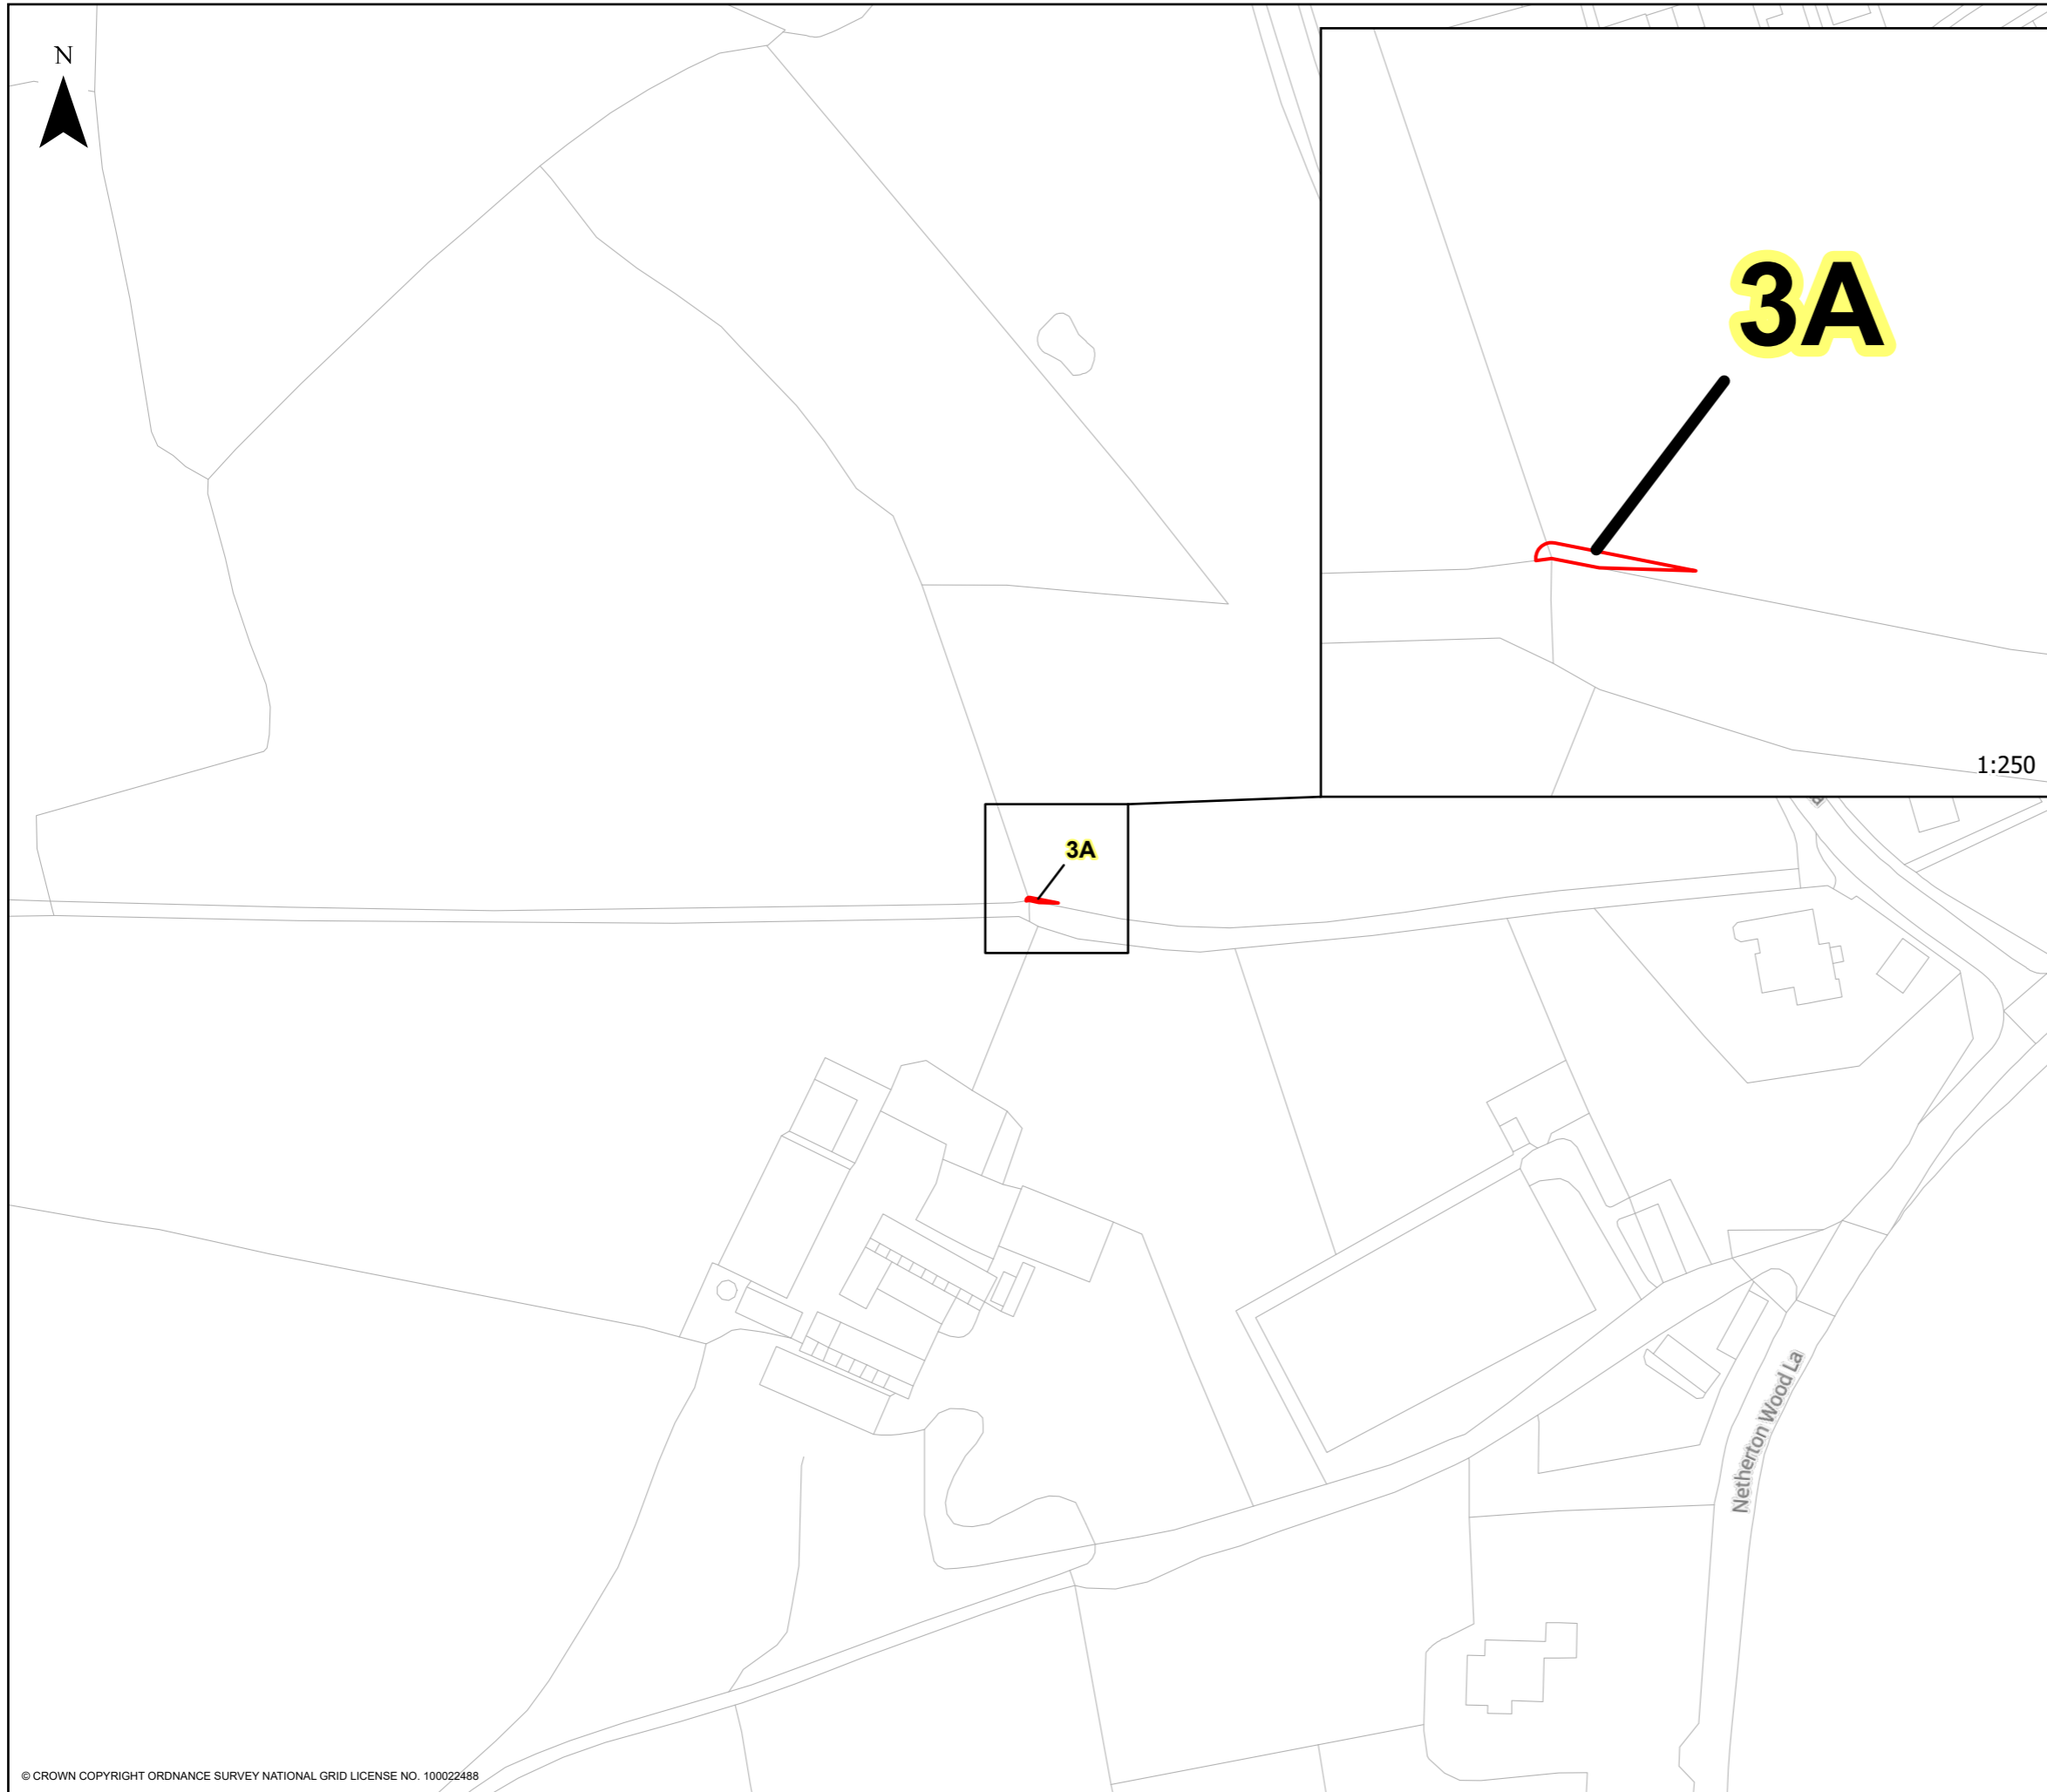 N
3A
1:250
3A
Netherton Wood La
© CROWN COPYRIGHT ORDNANCE SURVEY NATIONAL GRID LICENSE NO. 100022488